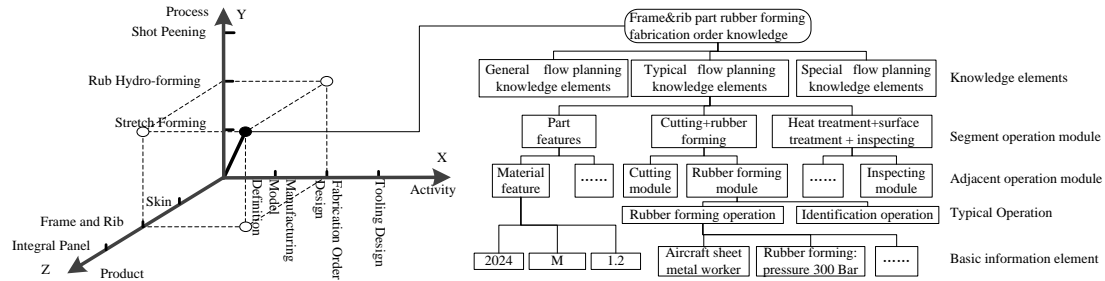 Process
Y
Shot Peening
Rub Hydro-forming
Stretch Forming
X
Activity
Definition
Model
Manufacturing
Design
Fabrication Order
Tooling Design
Skin
Frame and Rib
Integral Panel
Z
Product
Frame&rib part rubber forming
fabrication order knowledge
General flow planning
knowledge elements
Typical flow planning
knowledge elements
Special flow planning
knowledge elements
Knowledge elements
Part
features
Cutting+rubber
forming
Heat treatment+surface
treatment + inspecting
Segment operation module
Material
feature
......
Cutting
module
Rubber forming
module
......
Inspecting
module
Adjacent operation module
Rubber forming operation
Identification operation
Typical Operation
2024
M
1.2
Aircraft sheet
metal worker
Rubber forming:
pressure 300 Bar
......
Basic information element